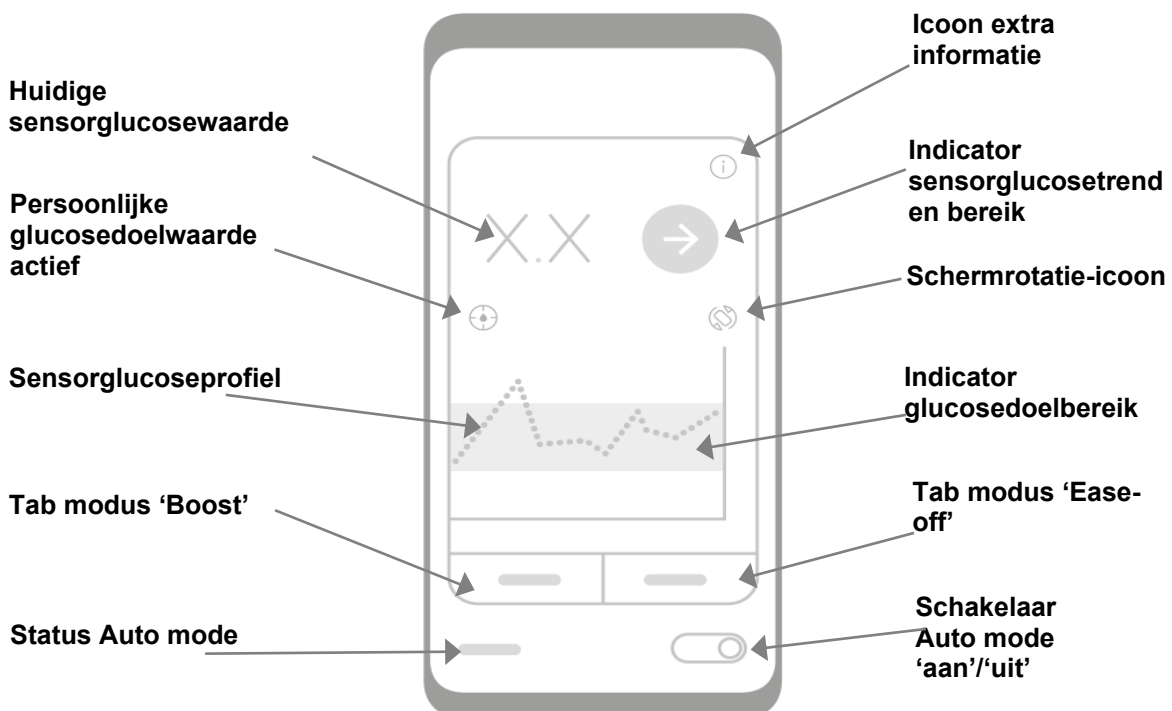 Icoon extra
informatie
Huidige
sensorglucosewaarde
Indicator
sensorglucosetrend
en bereik
Persoonlijke
glucosedoelwaarde
actief
X.X
Schermrotatie-icoon
Sensorglucoseprofiel
Indicator
glucosedoelbereik
Tab modus ‘Boost’
Tab modus ‘Ease-
off’
Status Auto mode
Schakelaar
Auto mode
‘aan’/‘uit’